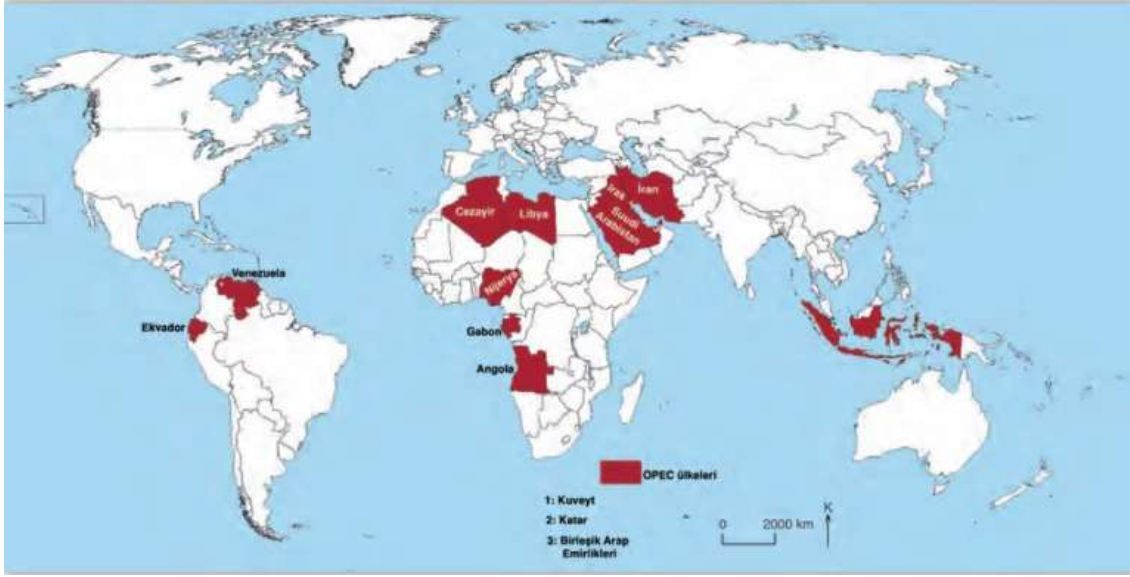 Venezuela
Ekvador
Cezayir
Libya
Nijerya
Gabon
Angola
Irak
İran
Suudi
Arabistan
OPEC ülkeleri
1: Kuveyt
2: Katar
3: Birleşik Arap
Emirlikleri
0 2000 km
K